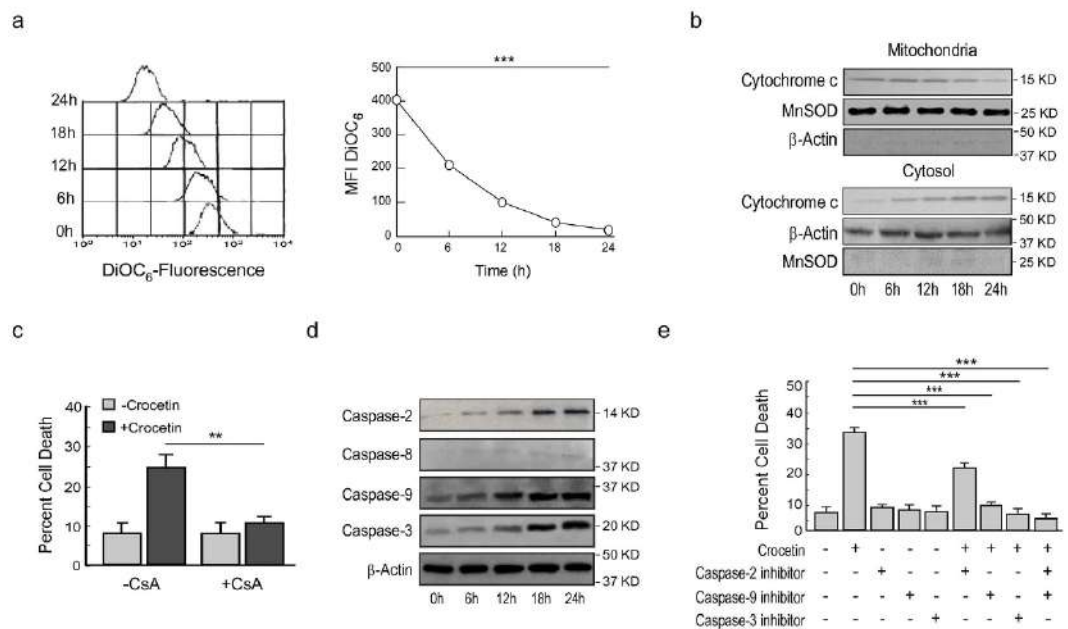 a
24h
18h
12h
6h
0h
10⁰ 10¹ 10² 10³ 10⁴
DiOC₆-Fluorescence
***
500
400
300
200
100
0
MFI DiOC₆
0 6 12 18 24
Time (h)
b
Mitochondria
Cytochrome c - 15 KD
MnSOD - 25 KD
β-Actin - 50 KD
- 37 KD
Cytosol
Cytochrome c - 15 KD
- 50 KD
β-Actin - 37 KD
MnSOD - 25 KD
0h 6h 12h 18h 24h
c
-Crocetin
+Crocetin
**
40
30
20
10
0
Percent Cell Death
-CsA +CsA
d
Caspase-2 - 14 KD
Caspase-8
- 37 KD
- 37 KD
Caspase-9
Caspase-3 - 20 KD
- 50 KD
β-Actin
- 37 KD
0h 6h 12h 18h 24h
e
***
***
***
***
50
40
30
20
10
0
Percent Cell Death
Crocetin - + - - - + + + +
Caspase-2 inhibitor - - + - - + - - +
Caspase-9 inhibitor - - - + - - + - +
Caspase-3 inhibitor - - - - + - - + -